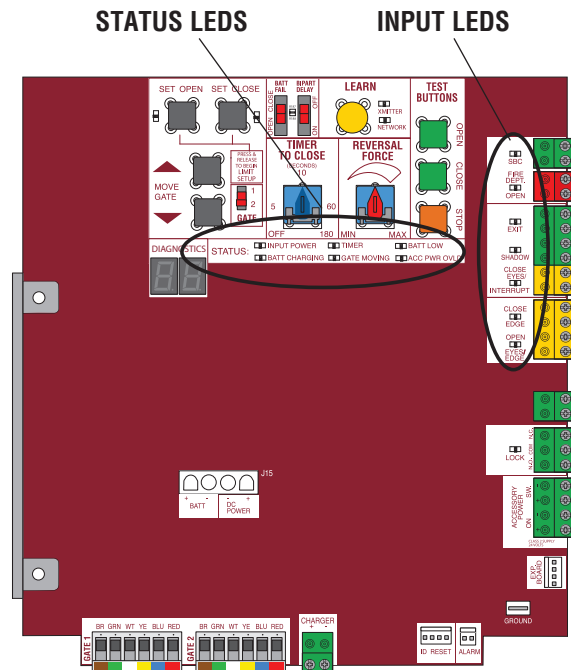 STATUS LEDS
INPUT LEDS
SET OPEN
SET CLOSE
BATT FAIL
BIPART DELAY
OPEN CLOSE
ON OFF
LEARN
XMITTER
NETWORK
TEST BUTTONS
OPEN
CLOSE
STOP
PRESS & RELEASE TO BEGIN LIMIT SETUP
MOVE GATE
1
2
GATE
TIMER TO CLOSE
(SECONDS)
10
5
60
OFF
180
REVERSAL FORCE
MIN
MAX
DIAGNOSTICS
88
STATUS:
INPUT POWER
TIMER
BATT LOW
BATT CHARGING
GATE MOVING
ACC PWR OVLD
SBC
FIRE DEPT.
OPEN
EXIT
SHADOW
CLOSE EYES/
INTERRUPT
CLOSE
EDGE
OPEN
EYES/
EDGE
LOCK
N.O. COM N.C.
ACCESSORY POWER
ON SW.
EXP. BOARD
GROUND
J15
+ - - +
BATT
DC POWER
GATE 1
BR GRN WT YE BLU RED
GATE 2
BR GRN WT YE BLU RED
CHARGER
+ -
ID RESET
ALARM